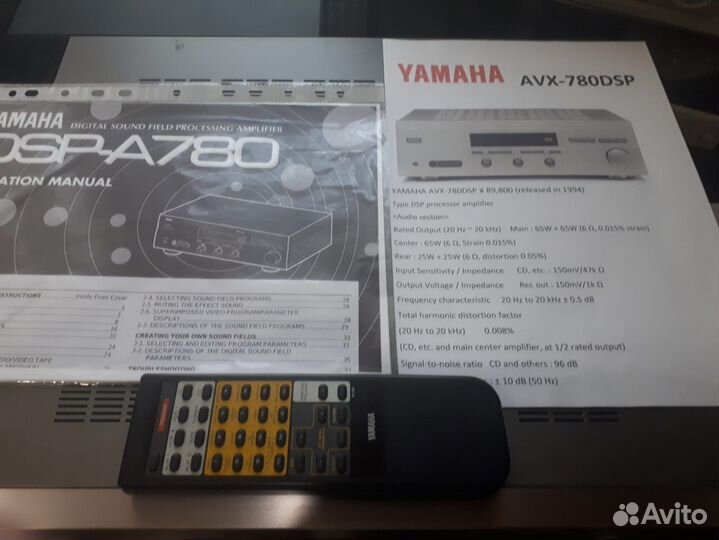 YAMAHA
DIGITAL SOUND FIELD PROCESSING AMPLIFIER
DSP-A780
ATION MANUAL
NSTRUCTIONS Inside Front Cover
2-4. SELECTING SOUND FIELD PROGRAMS
2-5. MUTING THE EFFECT SOUND
2-6. SUPERIMPOSED VIDEO PROGRAM/PARAMETER
DISPLAY
2-7. DESCRIPTIONS OF THE SOUND FIELD PROGRAMS
CREATING YOUR OWN SOUND FIELDS 33
3-1. SELECTING AND EDITING PROGRAM PARAMETERS 33
3-2. DESCRIPTIONS OF THE DIGITAL SOUND FIELD
PARAMETERS 35
TROUBLESHOOTING
DIO/VIDEO TAPE
ANOTHER)
YAMAHA AVX-780DSP
YAMAHA AVX-780DSP ¥ 89,800 (released in 1994)
Type DSP processor amplifier
<Audio section>
Rated Output (20 Hz ~ 20 kHz) Main : 65W + 65W (6 Ω, 0.015% strain)
Center : 65W (6 Ω, Strain 0.015%)
Rear : 25W + 25W (6 Ω, distortion 0.05%)
Input Sensitivity / Impedance CD, etc. : 150mV/47k Ω
Output Voltage / Impedance Rec out : 150mV/1k Ω
Frequency characteristic 20 Hz to 20 kHz ± 0.5 dB
Total harmonic distortion factor
(20 Hz to 20 kHz) 0.008%
(CD, etc. and main center amplifier, at 1/2 rated output)
Signal-to-noise ratio CD and others : 96 dB
: ± 10 dB (50 Hz)
YAMAHA
Avito